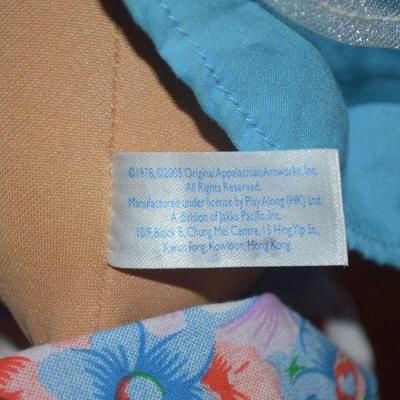 ©1978, ©2005 Original Appalachian Artworks, Inc.
All Rights Reserved.
Manufactured under license by Play Along (HK) Ltd.
A division of Jakks Pacific, Inc.
10/F, Block B, Chung Mei Centre, 15 Hing Yip St.,
Kwun Tong, Kowloon, Hong Kong.